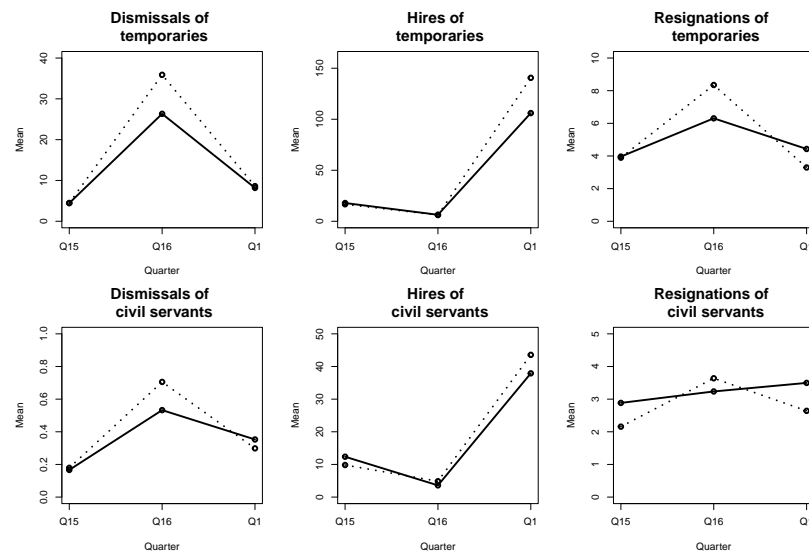 Dismissals of
temporaries
Mean
0
10
20
30
40
Q15
Q16
Q1
Quarter
Hires of
temporaries
Mean
0
50
100
150
Q15
Q16
Q1
Quarter
Resignations of
temporaries
Mean
0
2
4
6
8
10
Q15
Q16
Q1
Quarter
Dismissals of
civil servants
Mean
0.0
0.2
0.4
0.6
0.8
1.0
Q15
Q16
Q1
Quarter
Hires of
civil servants
Mean
0
10
20
30
40
50
Q15
Q16
Q1
Quarter
Resignations of
civil servants
Mean
0
1
2
3
4
5
Q15
Q16
Q1
Quarter